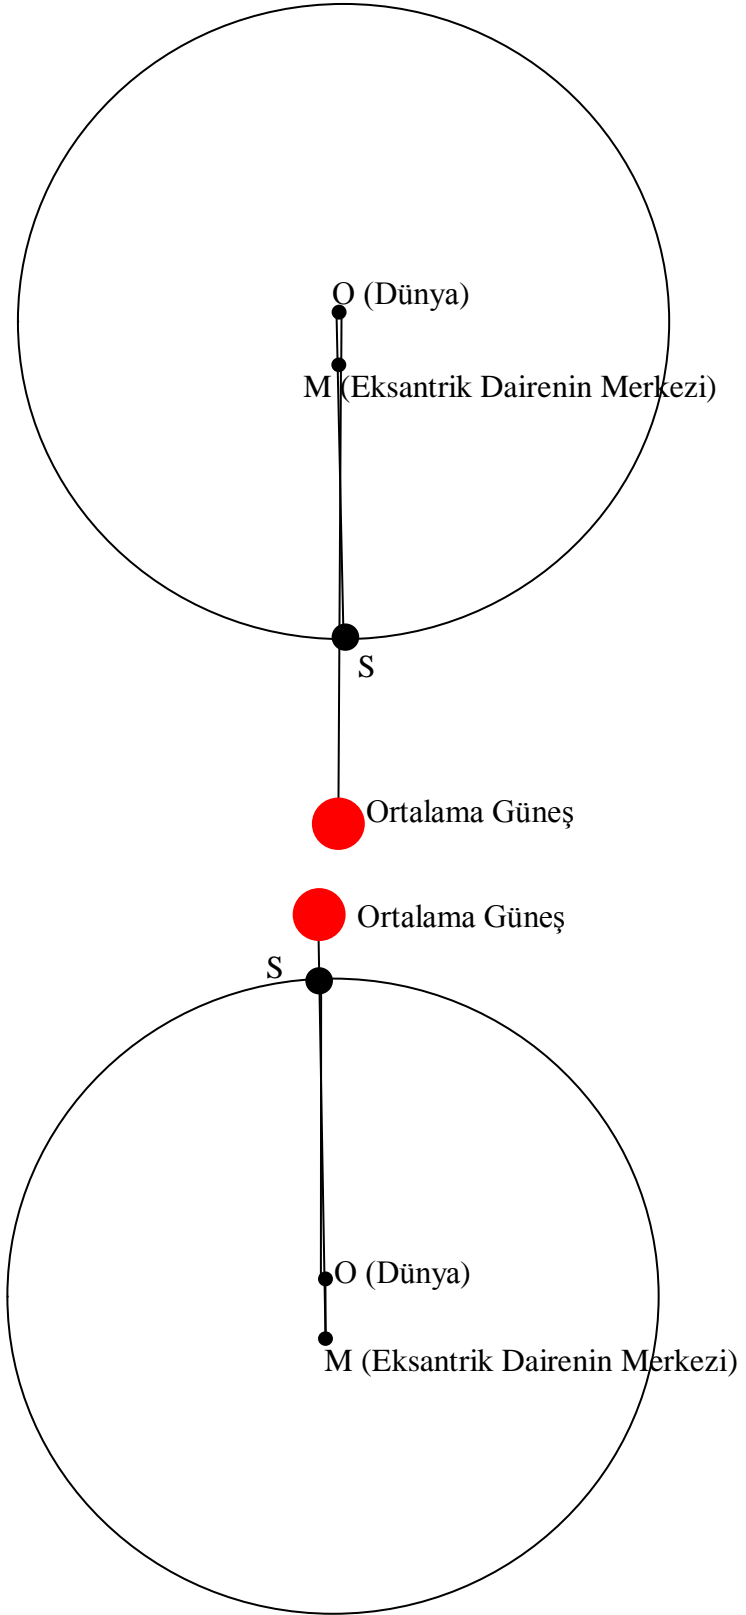 O (Dünya)
M (Eksantrik Dairenin Merkezi)
S
Ortalama Güneş
Ortalama Güneş
S
O (Dünya)
M (Eksantrik Dairenin Merkezi)